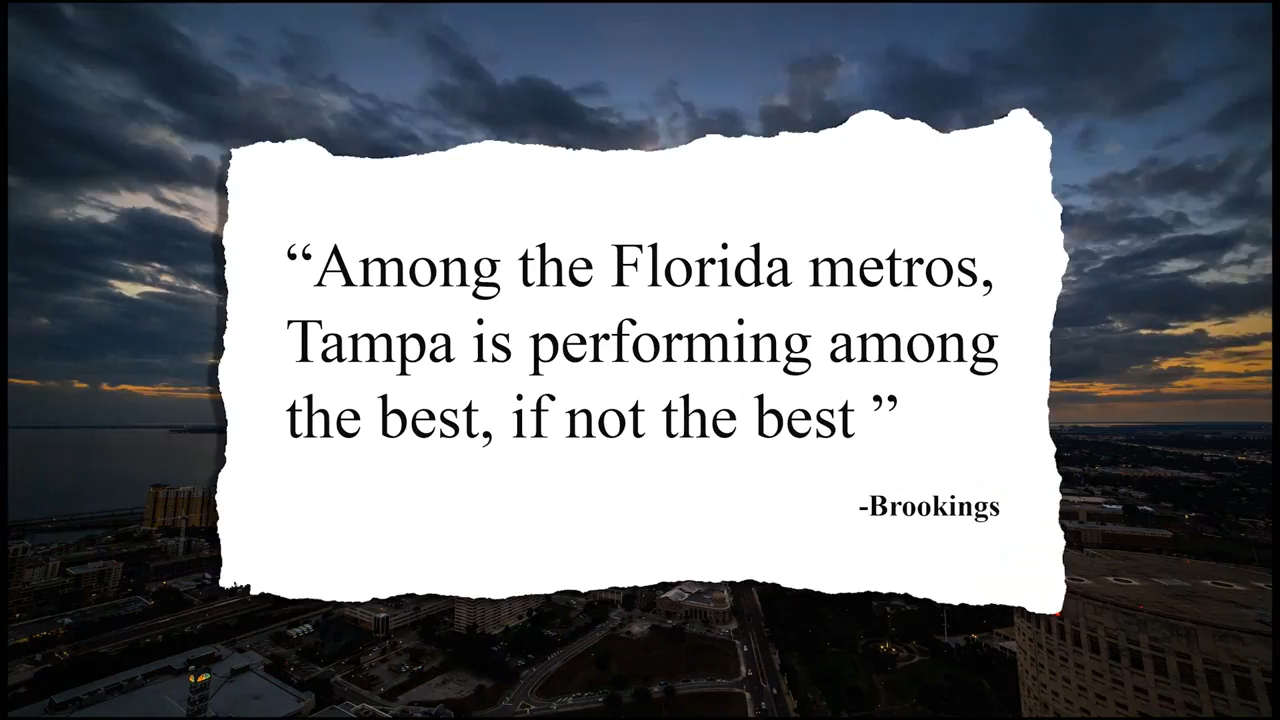 “Among the Florida metros,
Tampa is performing among
the best, if not the best ”
-Brookings